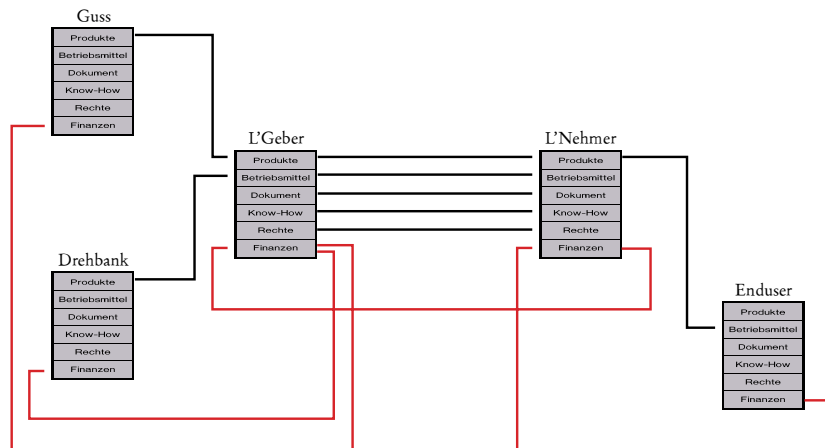 Guss
Produkte
Betriebsmittel
Dokument
Know-How
Rechte
Finanzen
L'Geber
Produkte
Betriebsmittel
Dokument
Know-How
Rechte
Finanzen
L'Nehmer
Produkte
Betriebsmittel
Dokument
Know-How
Rechte
Finanzen
Drehbank
Produkte
Betriebsmittel
Dokument
Know-How
Rechte
Finanzen
Enduser
Produkte
Betriebsmittel
Dokument
Know-How
Rechte
Finanzen